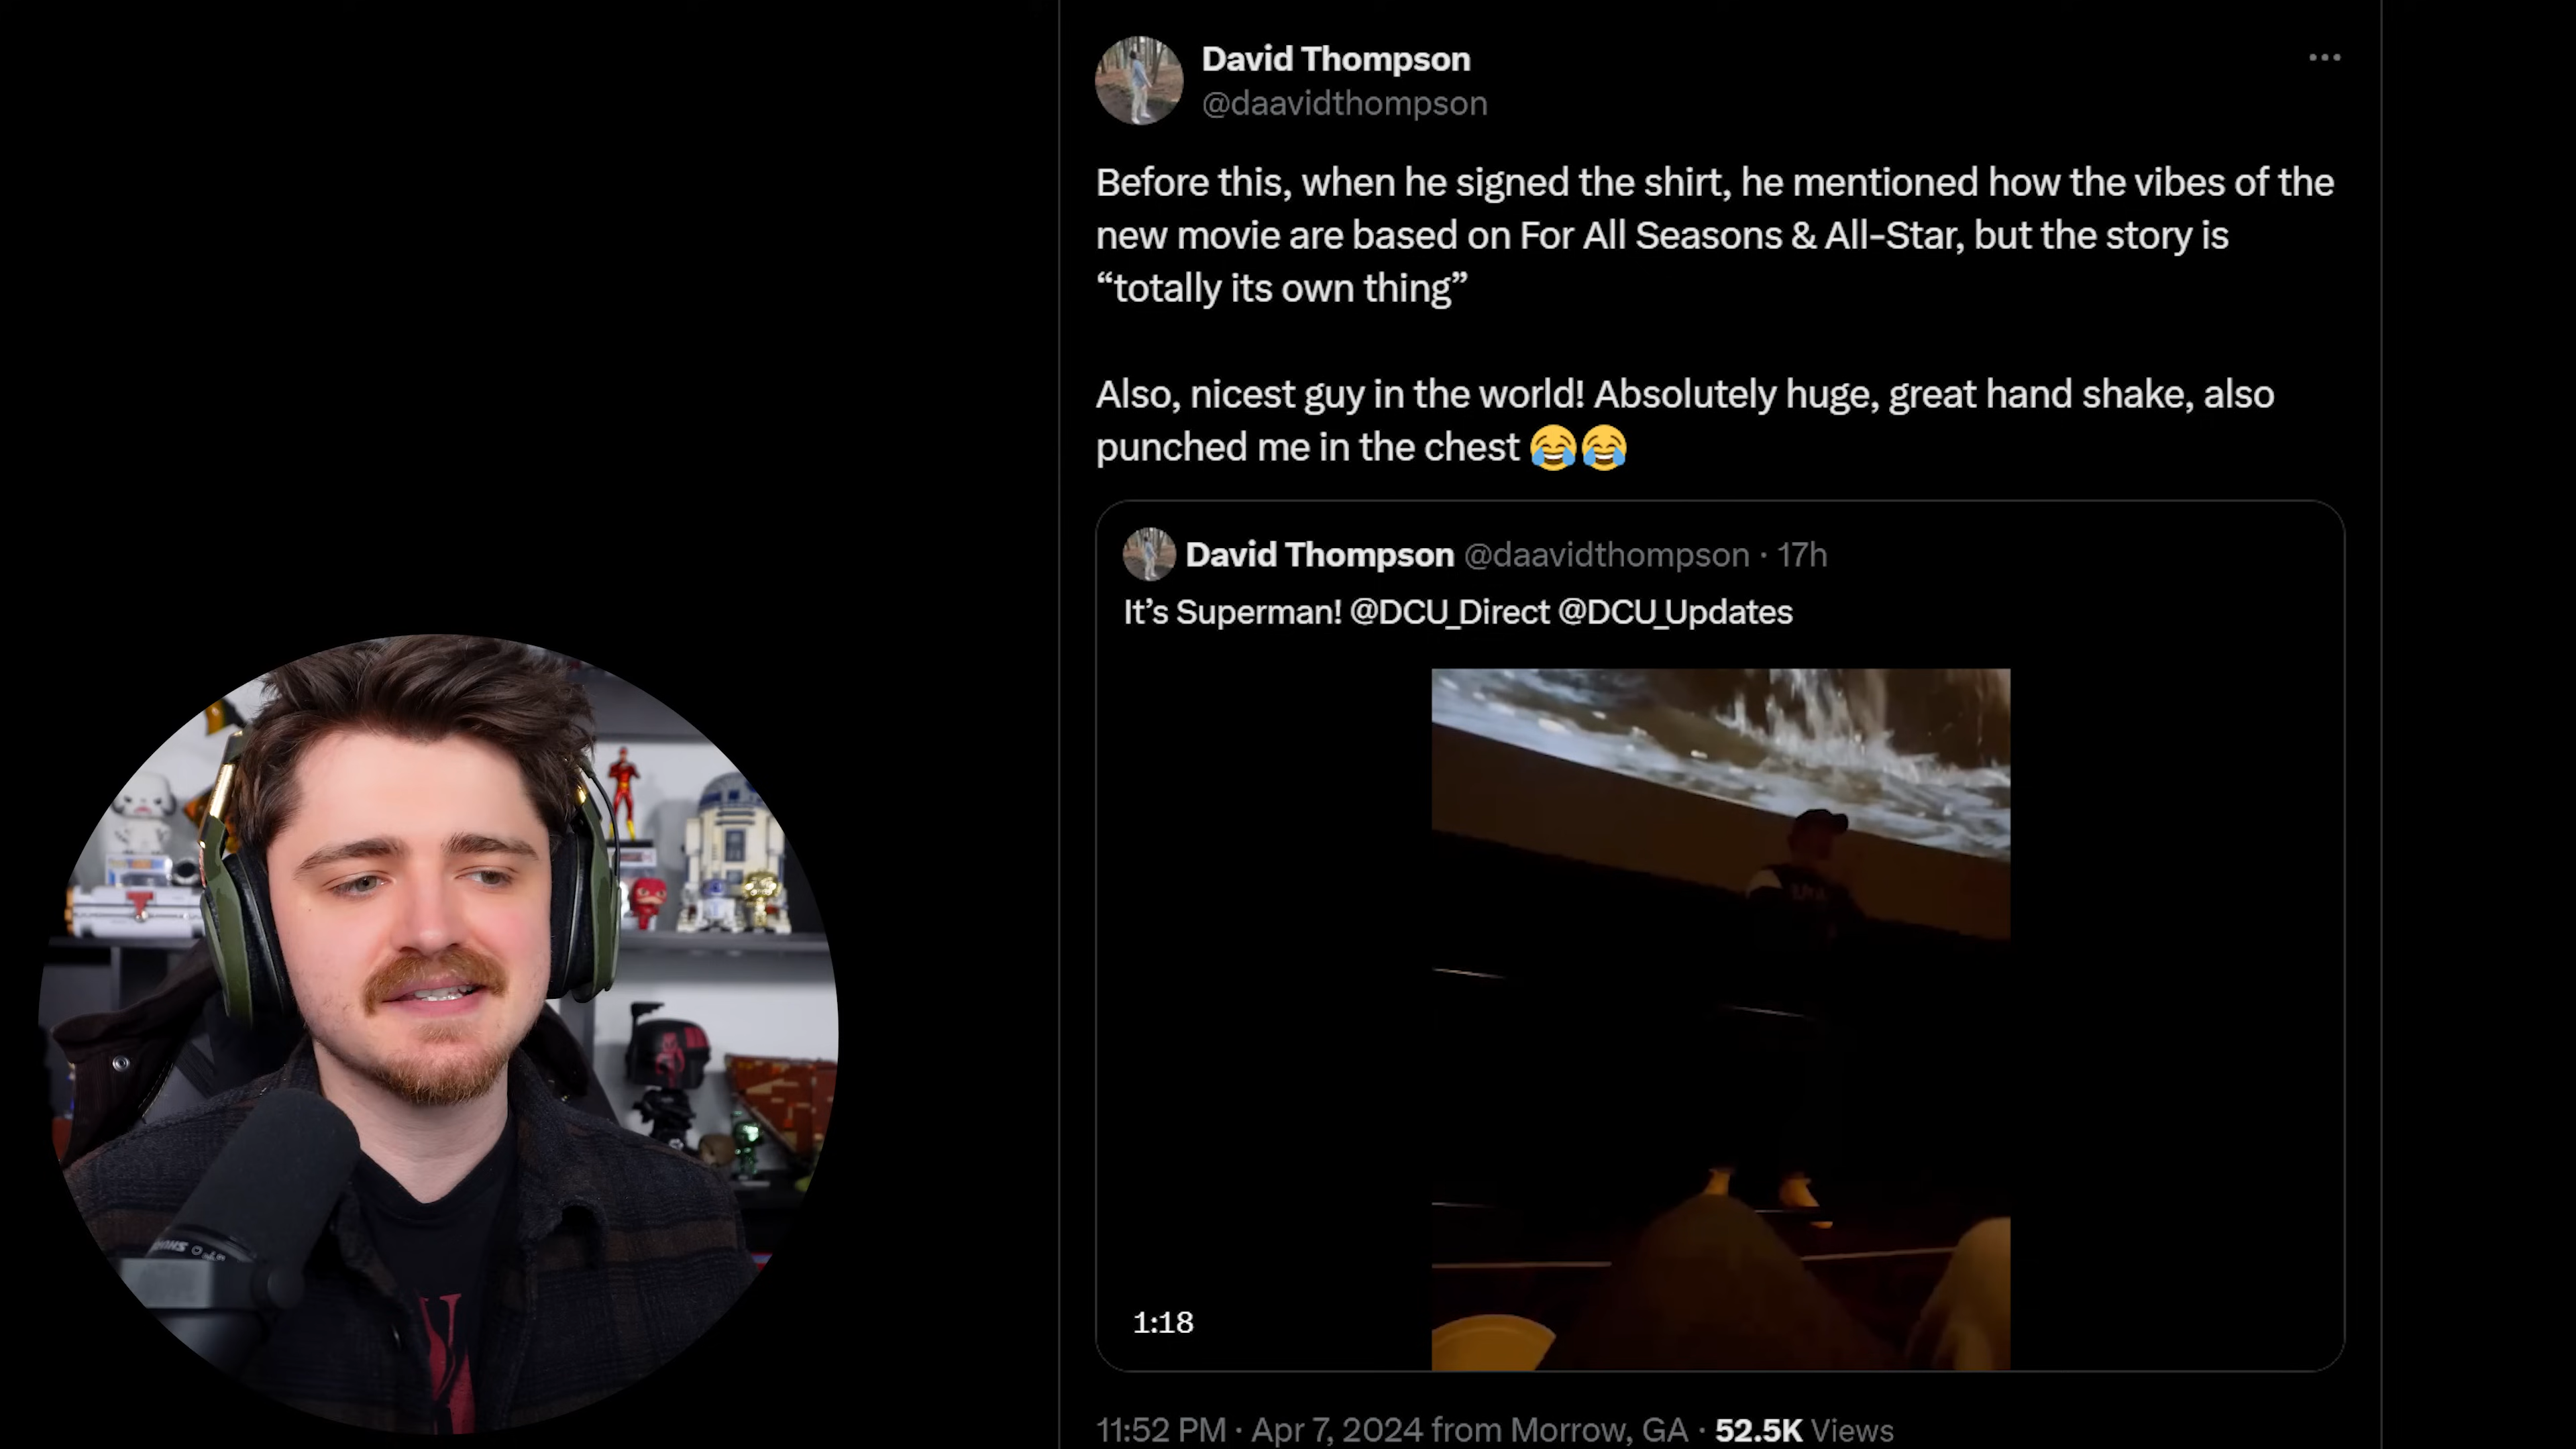 David Thompson
@daavidthompson
Before this, when he signed the shirt, he mentioned how the vibes of the
new movie are based on For All Seasons & All-Star, but the story is
“totally its own thing”
Also, nicest guy in the world! Absolutely huge, great hand shake, also
punched me in the chest 😂😂
David Thompson @daavidthompson · 17h
It’s Superman! @DCU_Direct @DCU_Updates
1:18
11:52 PM · Apr 7, 2024 from Morrow, GA · 52.5K Views